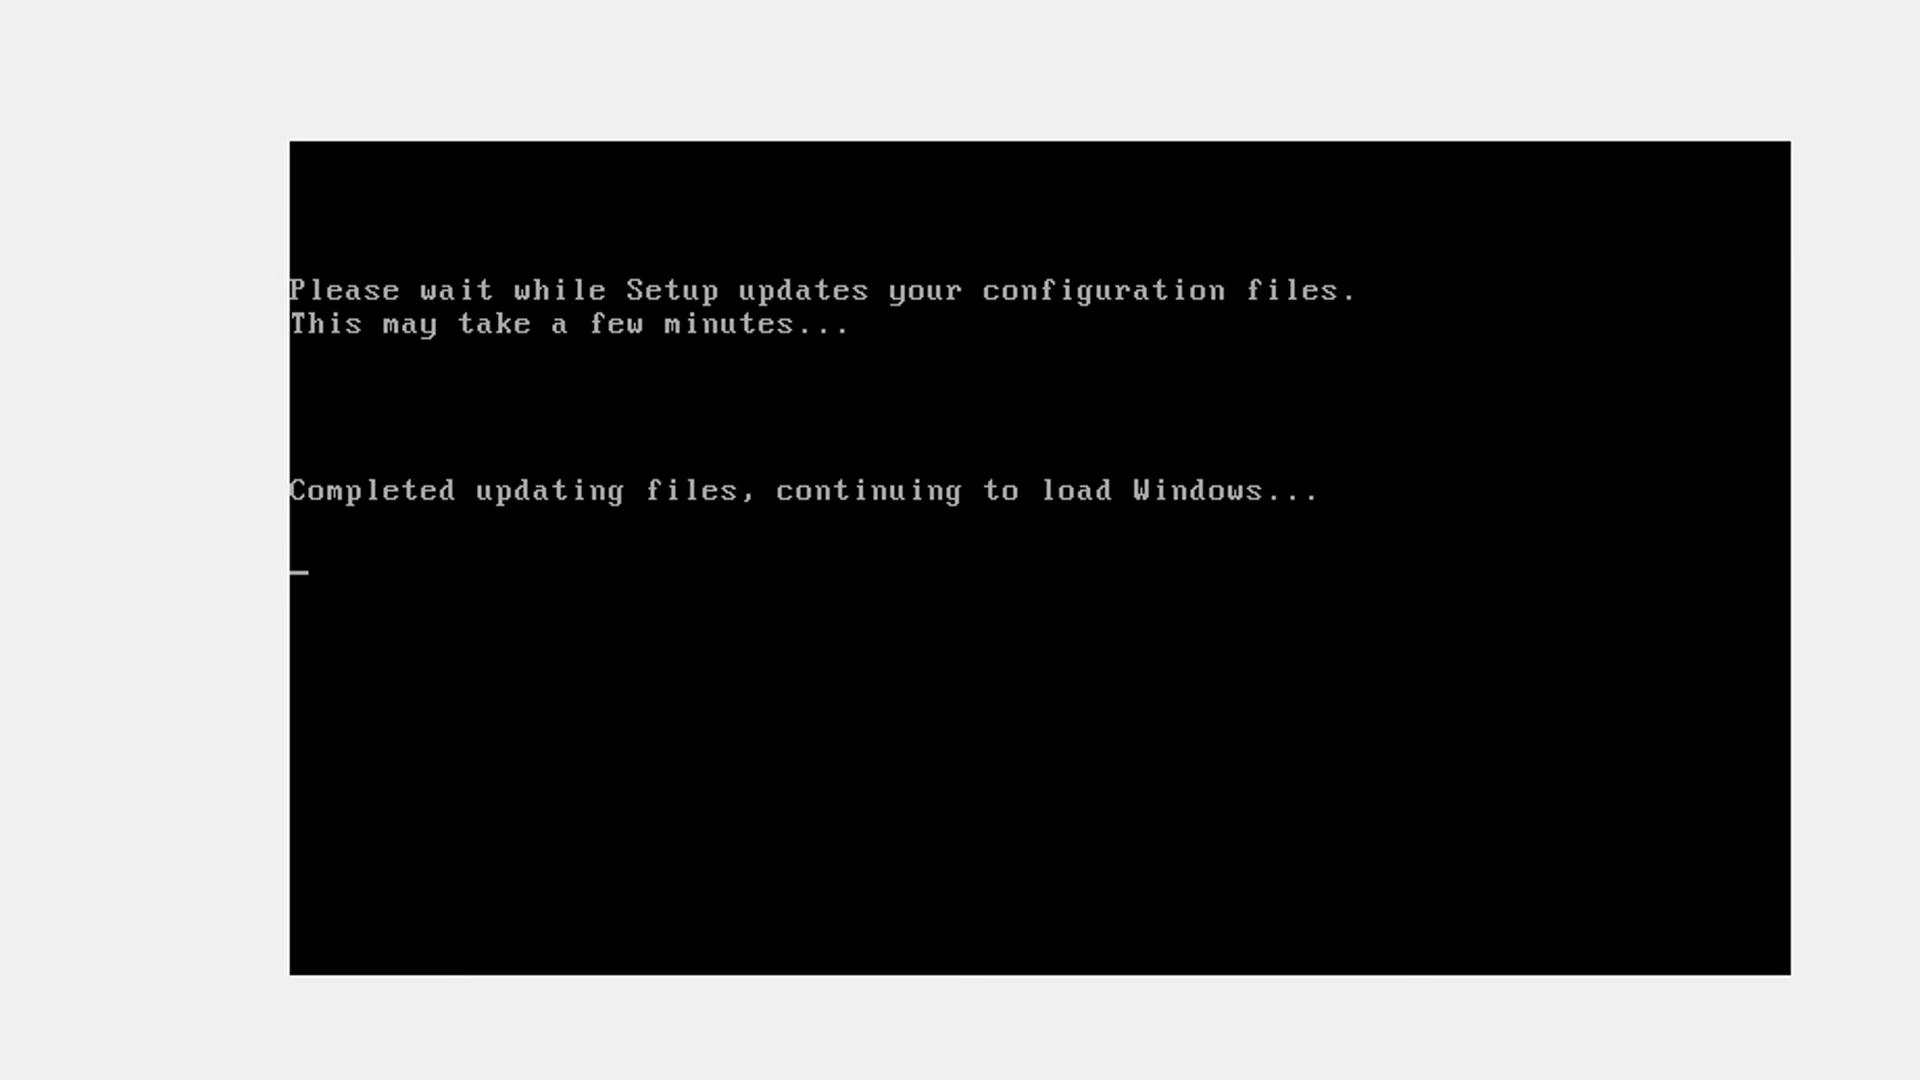 Please wait while Setup updates your configuration files.
This may take a few minutes...
Completed updating files, continuing to load Windows...